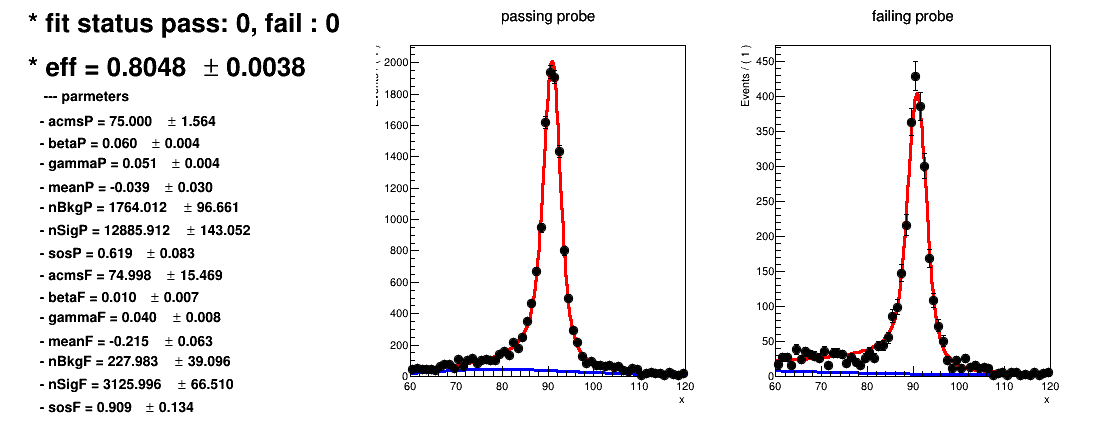 * fit status pass: 0, fail : 0
* eff = 0.8048 ± 0.0038
--- parmeters
- acmsP = 75.000 ± 1.564
- betaP = 0.060 ± 0.004
- gammaP = 0.051 ± 0.004
- meanP = -0.039 ± 0.030
- nBkgP = 1764.012 ± 96.661
- nSigP = 12885.912 ± 143.052
- sosP = 0.619 ± 0.083
- acmsF = 74.998 ± 15.469
- betaF = 0.010 ± 0.007
- gammaF = 0.040 ± 0.008
- meanF = -0.215 ± 0.063
- nBkgF = 227.983 ± 39.096
- nSigF = 3125.996 ± 66.510
- sosF = 0.909 ± 0.134
passing probe
2000
1800
1600
1400
1200
1000
800
600
400
200
0
60 70 80 90 100 110 120
x
failing probe
Events / ( 1 )
450
400
350
300
250
200
150
100
50
0
60 70 80 90 100 110 120
x